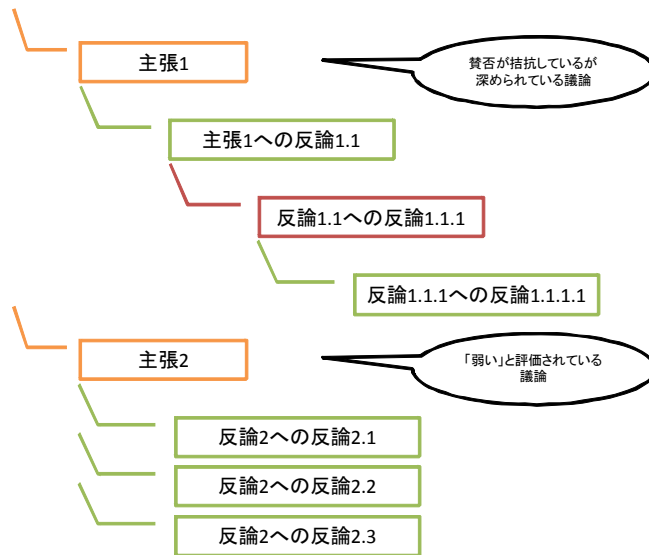 主張1
賛否が拮抗しているが
深められている議論
主張1への反論1.1
反論1.1への反論1.1.1
反論1.1.1への反論1.1.1.1
主張2
「弱い」と評価されている
議論
反論2への反論2.1
反論2への反論2.2
反論2への反論2.3